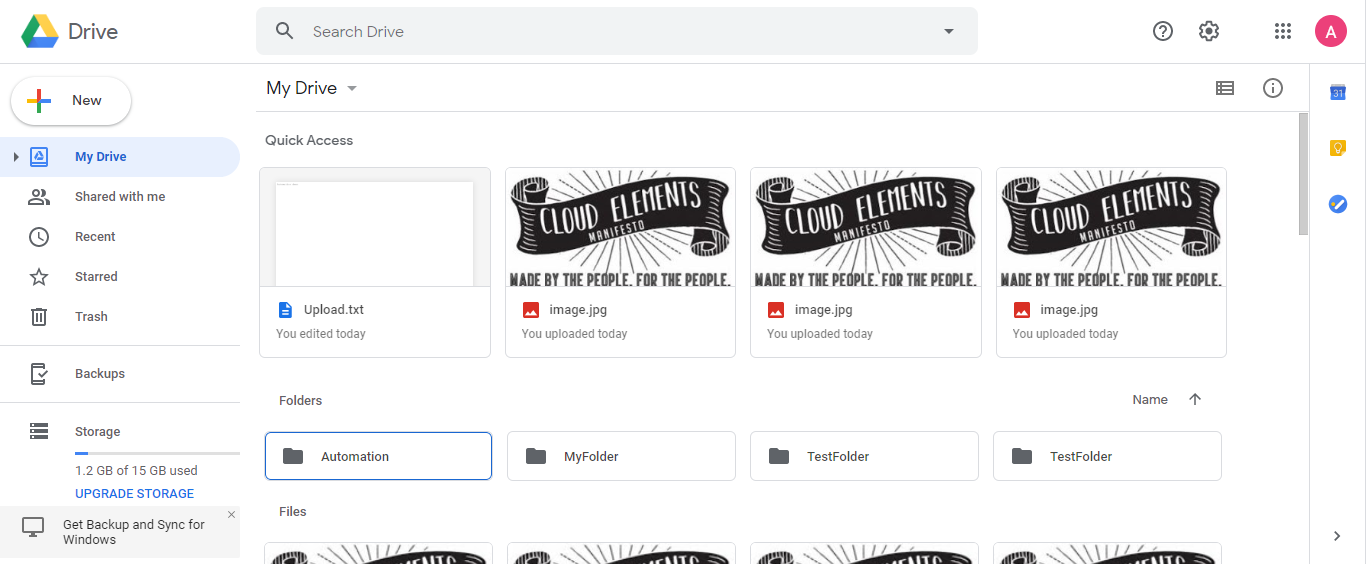 Drive
Search Drive
A
New
My Drive
31
My Drive
Shared with me
Recent
Starred
Trash
Backups
Storage
1.2 GB of 15 GB used
UPGRADE STORAGE
Get Backup and Sync for
Windows
Quick Access
CLOUD ELEMENTS
MANIFESTO
MADE BY THE PEOPLE. FOR THE PEOPLE.
CLOUD ELEMENTS
MANIFESTO
MADE BY THE PEOPLE. FOR THE PEOPLE.
CLOUD ELEMENTS
MANIFESTO
MADE BY THE PEOPLE. FOR THE PEOPLE.
Upload.txt
You edited today
image.jpg
You uploaded today
image.jpg
You uploaded today
image.jpg
You uploaded today
Folders
Name
Automation
MyFolder
TestFolder
TestFolder
Files